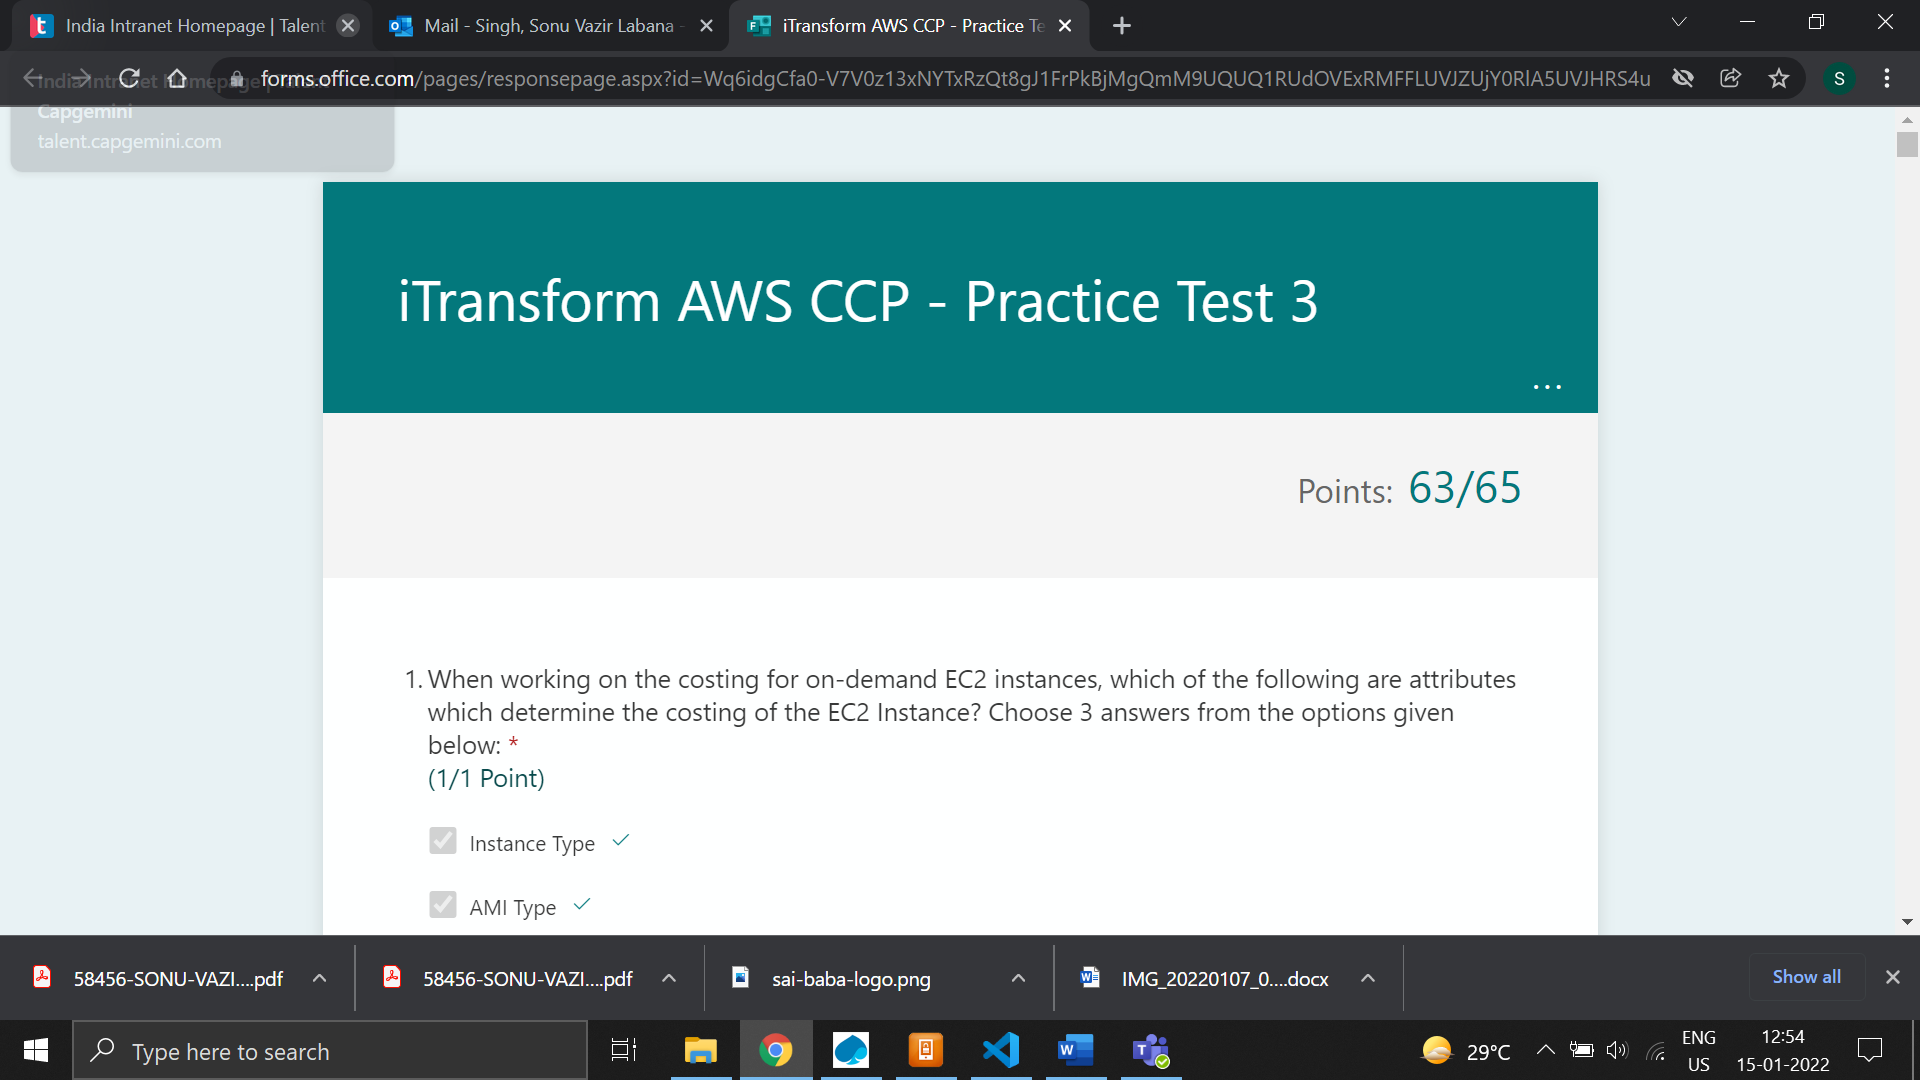 India Intranet Homepage | Talent
Mail - Singh, Sonu Vazir Labana -
iTransform AWS CCP - Practice Te
forms.office.com/pages/responsepage.aspx?id=Wq6idgCfa0-V7V0z13xNYTxRzQt8gJ1FrPkBjMgQmM9UQUQ1RUdOVExRMFFLUVJZUjY0RlA5UVJHRS4u
S
India Intranet Homepage
Capgemini
talent.capgemini.com
iTransform AWS CCP - Practice Test 3
...
Points: 63/65
1. When working on the costing for on-demand EC2 instances, which of the following are attributes
which determine the costing of the EC2 Instance? Choose 3 answers from the options given
below: *
(1/1 Point)
Instance Type
AMI Type
58456-SONU-VAZI....pdf
58456-SONU-VAZI....pdf
sai-baba-logo.png
IMG_20220107_0....docx
Show all
Type here to search
29°C
ENG
US
12:54
15-01-2022